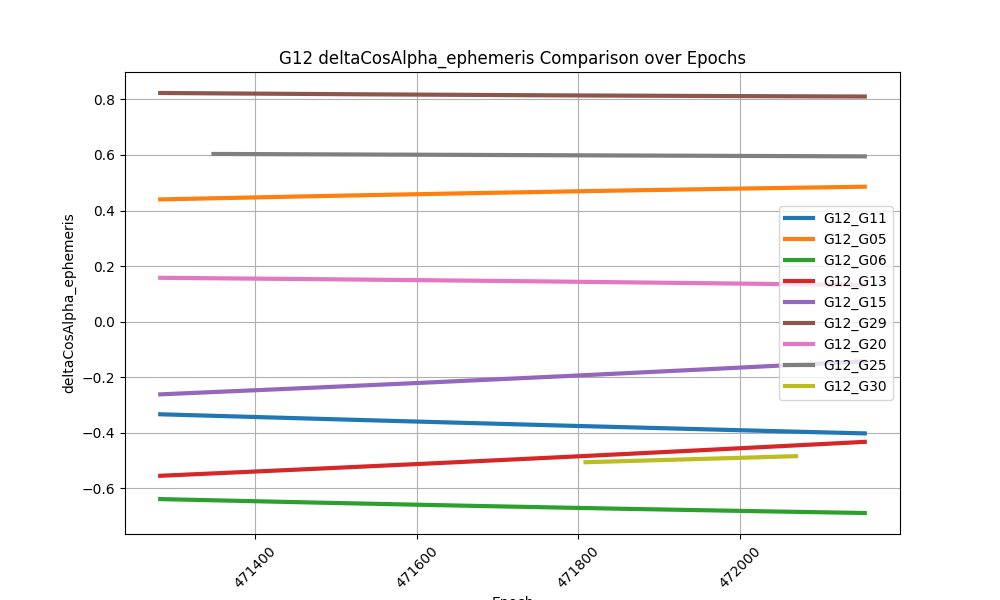 G12 deltaCosAlpha_ephemeris Comparison over Epochs
deltaCosAlpha_ephemeris
0.8
0.6
0.4
0.2
0.0
−0.2
−0.4
−0.6
471400
471600
471800
472000
Epoch
G12_G11
G12_G05
G12_G06
G12_G13
G12_G15
G12_G29
G12_G20
G12_G25
G12_G30